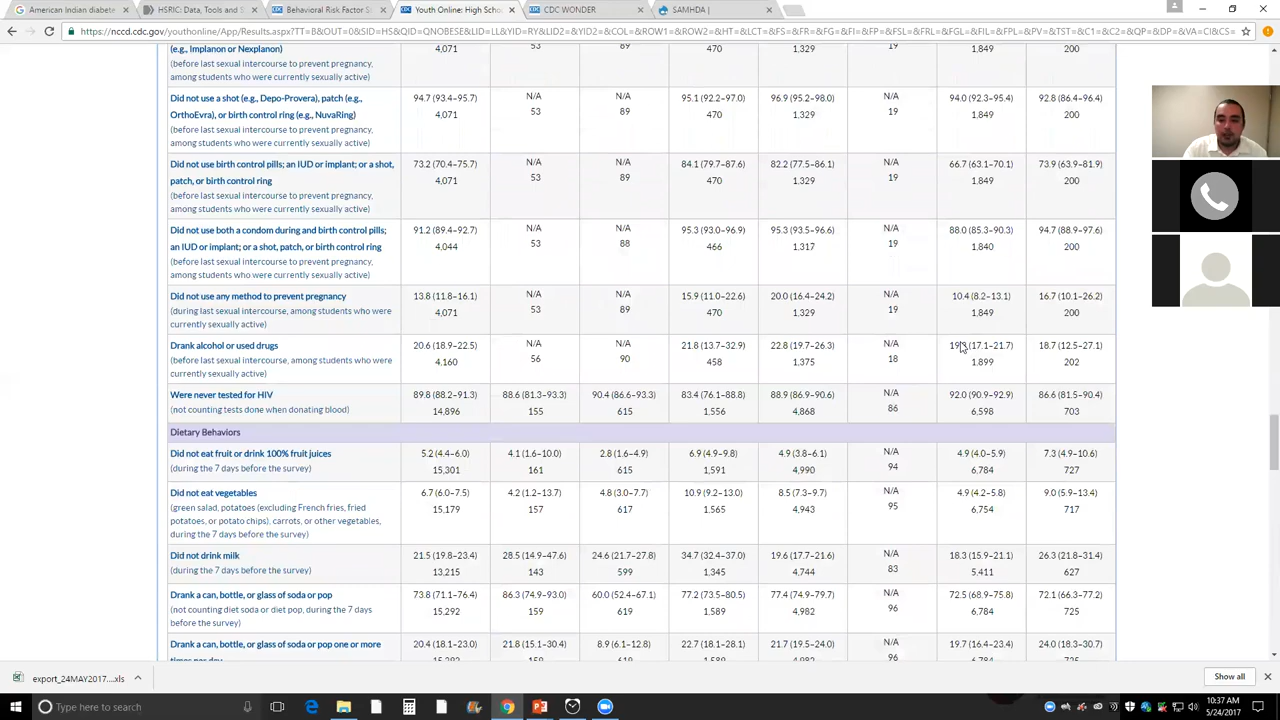 American Indian diabete
HSRIC: Data, Tools and S
Behavioral Risk Factor S
Youth Online: High Scho
CDC WONDER
SAMHDA |
https://nccd.cdc.gov/youthonline/App/Results.aspx?TT=B&OUT=0&SID=HS&QID=QNOBESE&LID=LL&YID=RY&LID2=&YID2=&COL=&ROW1=&ROW2=&HT=&LCT=&FS=&FR=&FG=&FI=&FP=&FSL=&FRL=&FGL=&FIL=&FPL=&PV=&TST=&C1=&C2=&QP=&DP=&VA=CI&CS=
(e.g., Implanon or Nexplanon) 4,071 53 89 470 1,329 19 1,849 200
(before last sexual intercourse to prevent pregnancy,
among students who were currently sexually active)
Did not use a shot (e.g., Depo-Provera), patch (e.g., 94.7 (93.4–95.7) N/A N/A 95.1 (92.2–97.0) 96.9 (95.2–98.0) N/A 94.0 (92.3–95.4) 92.8 (86.4–96.4)
OrthoEvra), or birth control ring (e.g., NuvaRing) 4,071 53 89 470 1,329 19 1,849 200
(before last sexual intercourse to prevent pregnancy,
among students who were currently sexually active)
Did not use birth control pills; an IUD or implant; or a shot, 73.2 (70.4–75.7) N/A N/A 84.1 (79.7–87.6) 82.2 (77.5–86.1) N/A 66.7 (63.1–70.1) 73.9 (63.9–81.9)
patch, or birth control ring 4,071 53 89 470 1,329 19 1,849 200
(before last sexual intercourse to prevent pregnancy,
among students who were currently sexually active)
Did not use both a condom during and birth control pills; 91.2 (89.4–92.7) N/A N/A 95.3 (93.0–96.9) 95.3 (93.5–96.6) N/A 88.0 (85.3–90.3) 94.7 (88.9–97.6)
an IUD or implant; or a shot, patch, or birth control ring 4,044 53 88 466 1,317 19 1,840 200
(before last sexual intercourse to prevent pregnancy,
among students who were currently sexually active)
Did not use any method to prevent pregnancy 13.8 (11.8–16.1) N/A N/A 15.9 (11.0–22.6) 20.0 (16.4–24.2) N/A 10.4 (8.2–13.1) 16.7 (10.1–26.2)
(during last sexual intercourse, among students who were 4,071 53 89 470 1,329 19 1,849 200
currently sexually active)
Drank alcohol or used drugs 20.6 (18.9–22.5) N/A N/A 21.8 (13.7–32.9) 22.8 (19.7–26.3) N/A (17.1–21.7) 18.7 (12.5–27.1)
(before last sexual intercourse, among students who were 4,160 56 90 458 1,375 18 1,899 202
currently sexually active)
Were never tested for HIV 89.8 (88.2–91.3) 88.6 (81.3–93.3) 90.4 (86.6–93.3) 83.4 (76.1–88.8) 88.9 (86.9–90.6) N/A 92.0 (90.9–92.9) 86.6 (81.5–90.4)
(not counting tests done when donating blood) 14,896 155 615 1,556 4,868 86 6,598 703
Dietary Behaviors
Did not eat fruit or drink 100% fruit juices 5.2 (4.4–6.0) 4.1 (1.6–10.0) 2.8 (1.6–4.9) 6.9 (4.9–9.8) 4.9 (3.8–6.1) N/A 4.9 (4.0–5.9) 7.3 (4.9–10.6)
(during the 7 days before the survey) 15,301 161 615 1,591 4,990 94 6,784 727
Did not eat vegetables 6.7 (6.0–7.5) 4.2 (1.2–13.7) 4.8 (3.0–7.7) 10.9 (9.2–13.0) 8.5 (7.3–9.7) N/A 4.9 (4.2–5.8) 9.0 (5.9–13.4)
(green salad, potatoes (excluding French fries, fried 15,179 157 617 1,565 4,943 95 6,754 717
potatoes, or potato chips), carrots, or other vegetables,
during the 7 days before the survey)
Did not drink milk 21.5 (19.8–23.4) 28.5 (14.9–47.6) 24.6 (21.7–27.8) 34.7 (32.4–37.0) 19.6 (17.7–21.6) N/A 18.3 (15.9–21.1) 26.3 (21.8–31.4)
(during the 7 days before the survey) 13,215 143 599 1,345 4,744 83 5,411 627
Drank a can, bottle, or glass of soda or pop 73.8 (71.1–76.4) 86.3 (74.9–93.0) 60.0 (52.4–67.1) 77.2 (73.5–80.5) 77.4 (74.9–79.7) N/A 72.5 (68.9–75.8) 72.1 (66.3–77.2)
(not counting diet soda or diet pop, during the 7 days 15,292 159 619 1,589 4,982 96 6,784 725
before the survey)
Drank a can, bottle, or glass of soda or pop one or more 20.4 (18.1–23.0) 21.8 (15.1–30.4) 8.9 (6.1–12.8) 22.7 (18.1–28.1) 21.7 (19.5–24.0) N/A 19.7 (16.4–23.4) 24.0 (18.3–30.7)
times per day 15,292 159 619 1,589 4,982 96 6,784 725
export_24MAY2017....xls
Show all
Type here to search
10:37 AM
5/24/2017